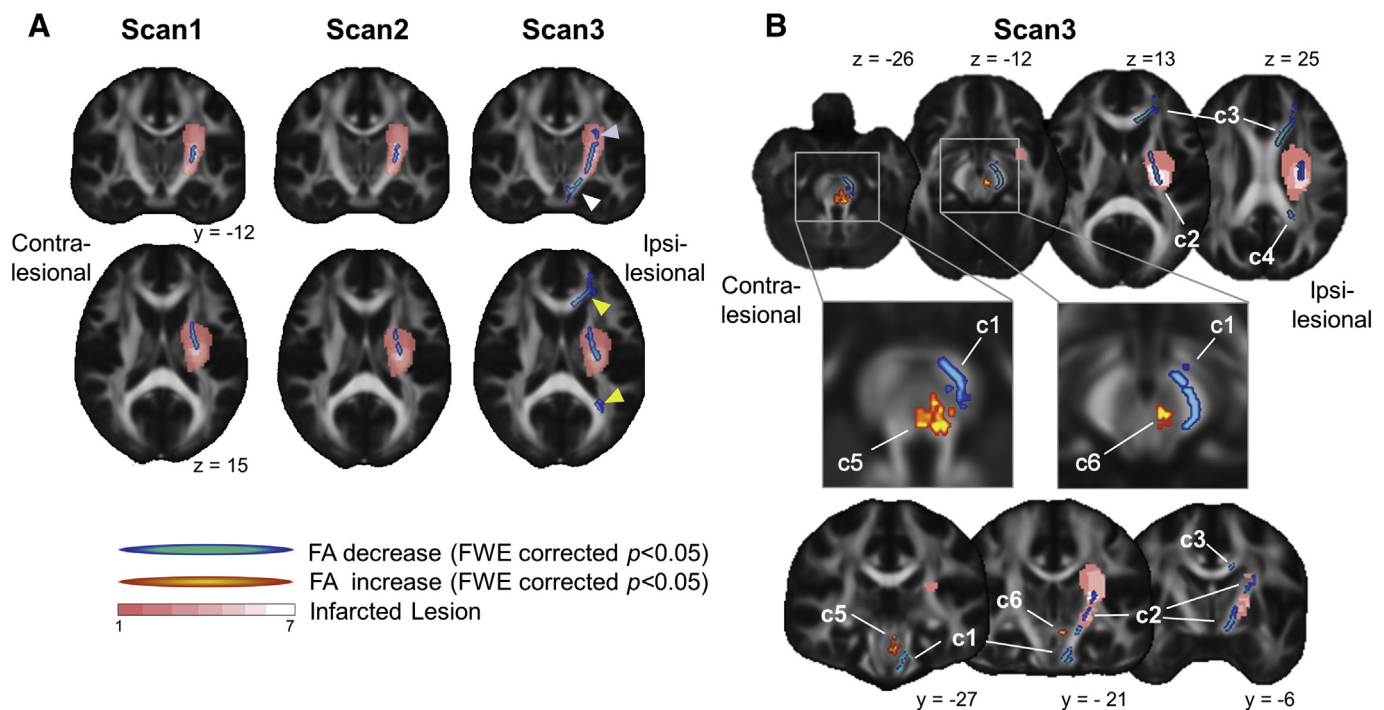 A
Scan1
Scan2
Scan3
Contra-
lesional
Ipsi-
lesional
y = -12
z = 15
FA decrease (FWE corrected p<0.05)
FA increase (FWE corrected p<0.05)
Infarcted Lesion
1
7
B
Scan3
z = -26
z = -12
z =13
z = 25
c3
c2
c4
Contra-
lesional
Ipsi-
lesional
c1
c5
c1
c6
c3
c5
c6
c1
c2
y = -27
y = - 21
y = -6